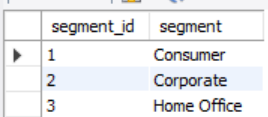 segment_id segment
1 Consumer
2 Corporate
3 Home Office